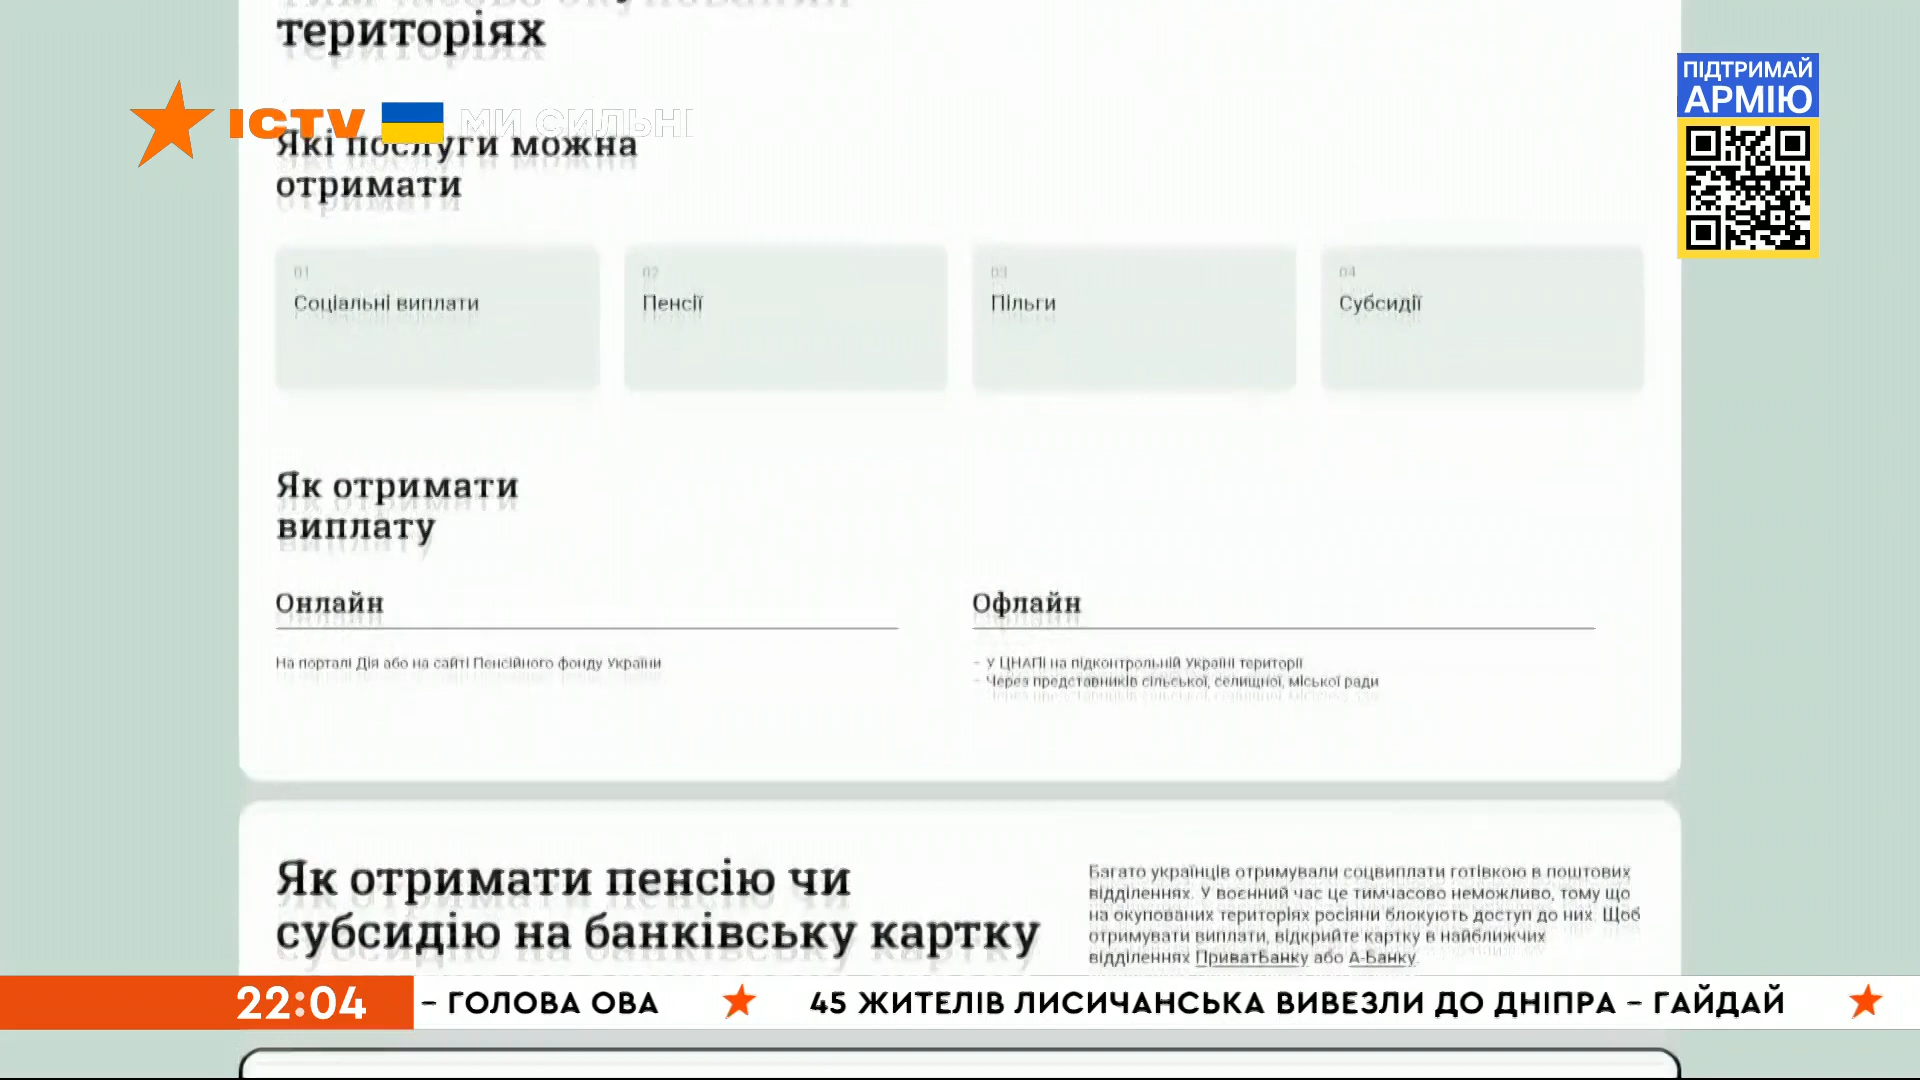 територіях
ICTV
МИ СИЛЬНІ
ПІДТРИМАЙ
АРМІЮ
Які послуги можна
отримати
01
Соціальні виплати
02
Пенсії
03
Пільги
04
Субсидії
Як отримати
виплату
Онлайн
На порталі Дія або на сайті Пенсійного фонду України
Офлайн
- У ЦНАПі на підконтрольній Україні території
- Через представників сільської, селищної, міської ради
Як отримати пенсію чи
субсидію на банківську картку
Багато українців отримували соцвиплати готівкою в поштових
відділеннях. У воєнний час це тимчасово неможливо, тому що
на окупованих територіях росіяни блокують доступ до них. Щоб
отримувати виплати, відкрийте картку в найближчих
відділеннях ПриватБанку або А-Банку.
22:04
– ГОЛОВА ОВА
45 ЖИТЕЛІВ ЛИСИЧАНСЬКА ВИВЕЗЛИ ДО ДНІПРА – ГАЙДАЙ